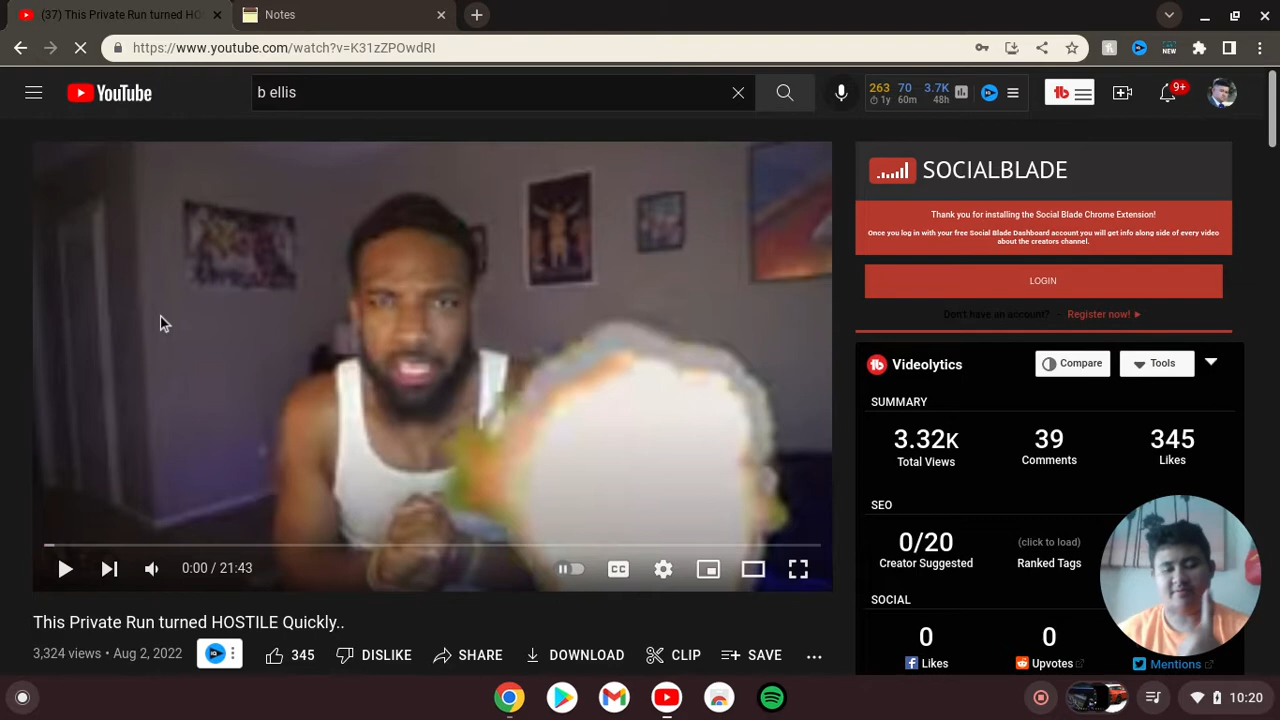 (37) This Private Run turned HO
Notes
https://www.youtube.com/watch?v=K31zZPOwdRI
NEW
YouTube
b ellis
263 70 3.7K
1y 60m 48h
9+
SOCIALBLADE
Thank you for installing the Social Blade Chrome Extension!
Once you log in with your free Social Blade Dashboard account you will get info along side of every video
about the creators channel.
LOGIN
Don't have an account? - Register now! ►
Videolytics
Compare
Tools
SUMMARY
3.32K 39 345
Total Views Comments Likes
SEO
0/20 (click to load)
Creator Suggested Ranked Tags
SOCIAL
0 0
Likes Upvotes Mentions
0:00 / 21:43
CC
This Private Run turned HOSTILE Quickly..
3,324 views • Aug 2, 2022
IQ
345 DISLIKE SHARE DOWNLOAD CLIP SAVE ...
10:20